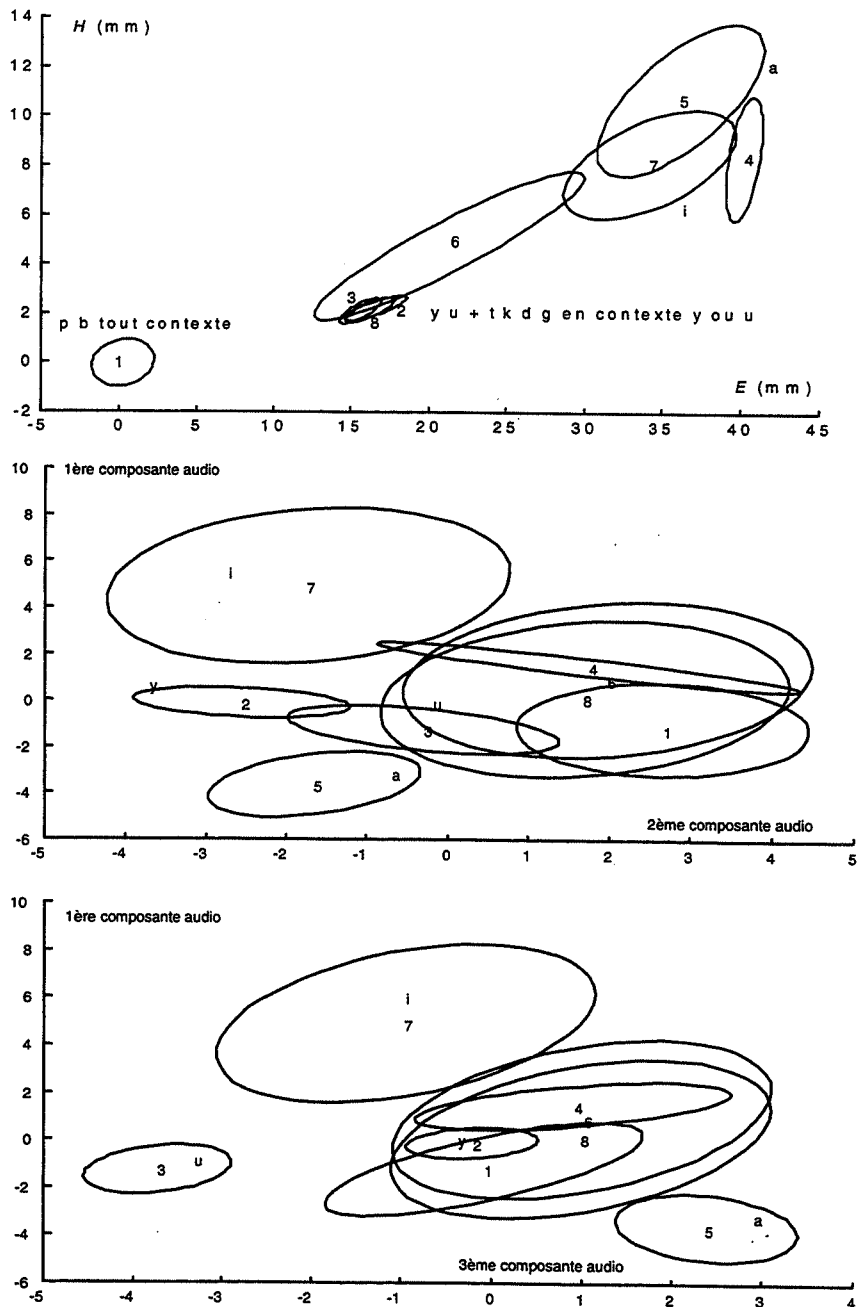 14
H (mm)
12
a
10
5
8
7
4
6
i
6
4
3
2
8
2
y u + t k d g en contexte y ou u
p b tout contexte
0
1
E (mm)
-2
-5 0 5 10 15 20 25 30 35 40 45
10
1ère composante audio
8
6
i
7
4
2
4
6
y
0
2
u
8
3
1
-2
5
a
-4
-6
2ème composante audio
-5 -4 -3 -2 -1 0 1 2 3 4 5
10
1ère composante audio
8
6
i
7
4
2
4
6
0
y
2
8
3
u
1
-2
5
a
-4
-6
3ème composante audio
-5 -4 -3 -2 -1 0 1 2 3 4